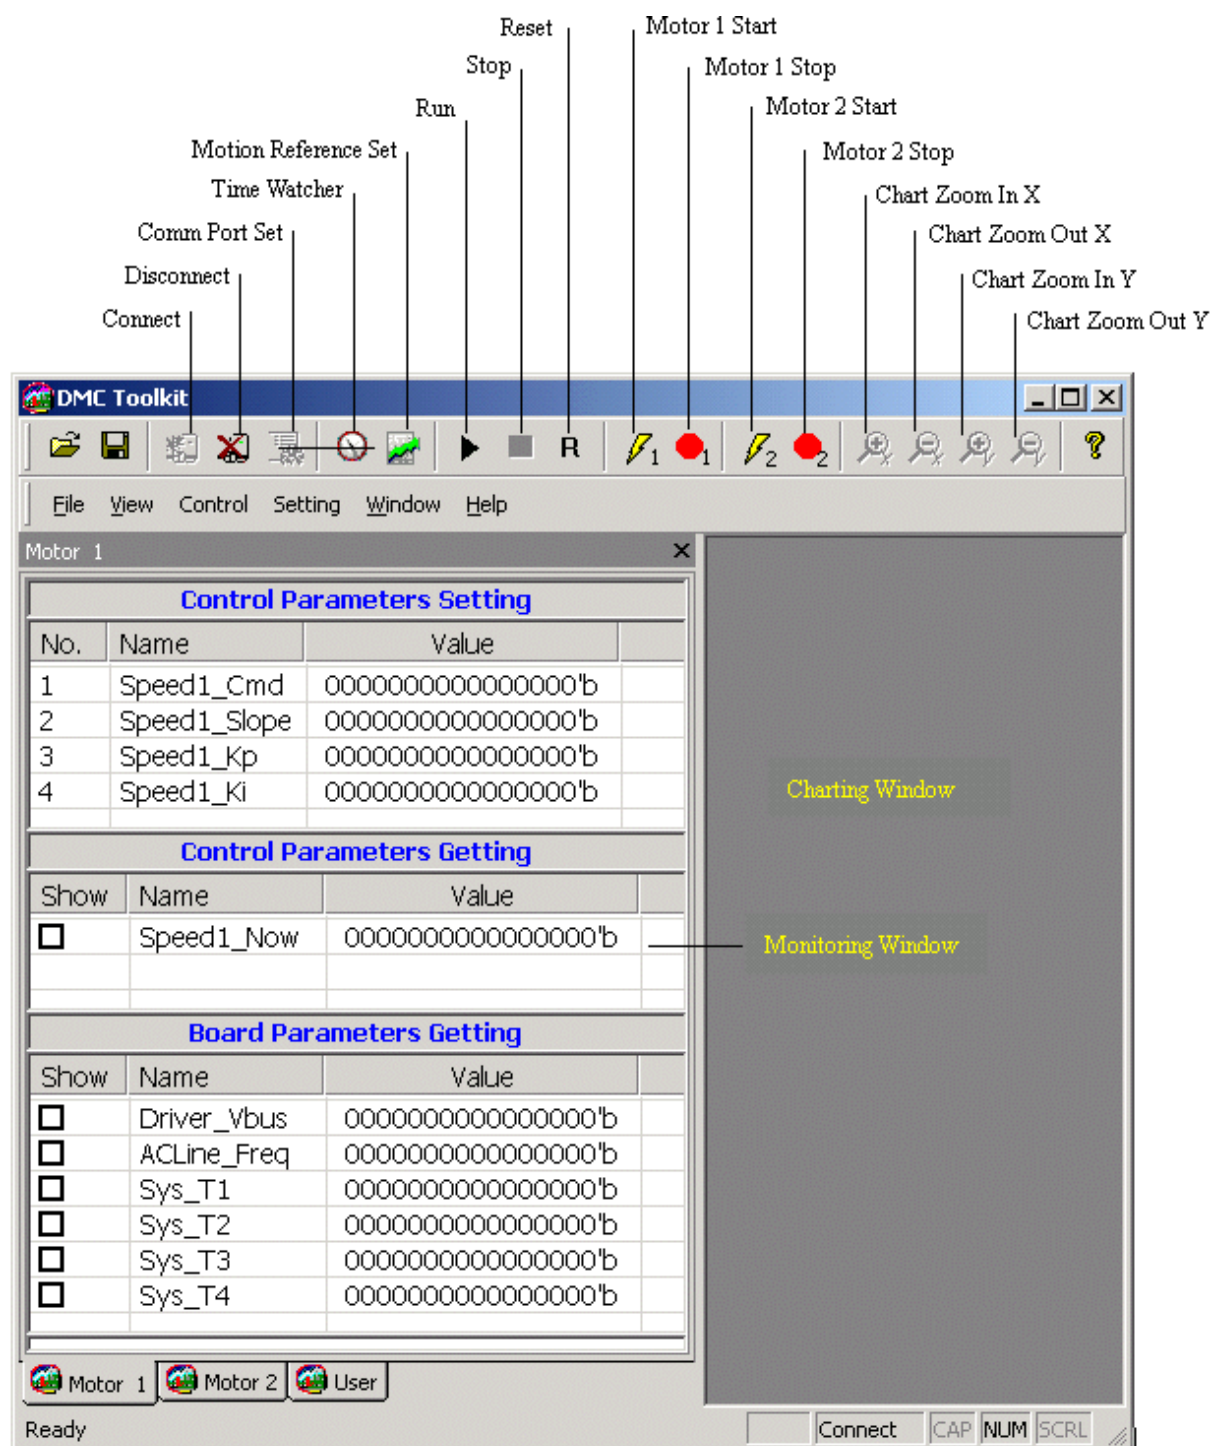 Reset
Motor 1 Start
Stop
Motor 1 Stop
Run
Motor 2 Start
Motion Reference Set
Motor 2 Stop
Time Watcher
Chart Zoom In X
Comm Port Set
Chart Zoom Out X
Disconnect
Chart Zoom In Y
Connect
Chart Zoom Out Y
DMC Toolkit
R 1 1 2 2 x x y y ?
File View Control Setting Window Help
Motor 1
Control Parameters Setting
No. Name Value
1 Speed1_Cmd 0000000000000000'b
2 Speed1_Slope 0000000000000000'b
3 Speed1_Kp 0000000000000000'b
4 Speed1_Ki 0000000000000000'b
Charting Window
Control Parameters Getting
Show Name Value
Speed1_Now 0000000000000000'b
Monitoring Window
Board Parameters Getting
Show Name Value
Driver_Vbus 0000000000000000'b
ACLine_Freq 0000000000000000'b
Sys_T1 0000000000000000'b
Sys_T2 0000000000000000'b
Sys_T3 0000000000000000'b
Sys_T4 0000000000000000'b
Motor 1 Motor 2 User
Ready Connect CAP NUM SCRL